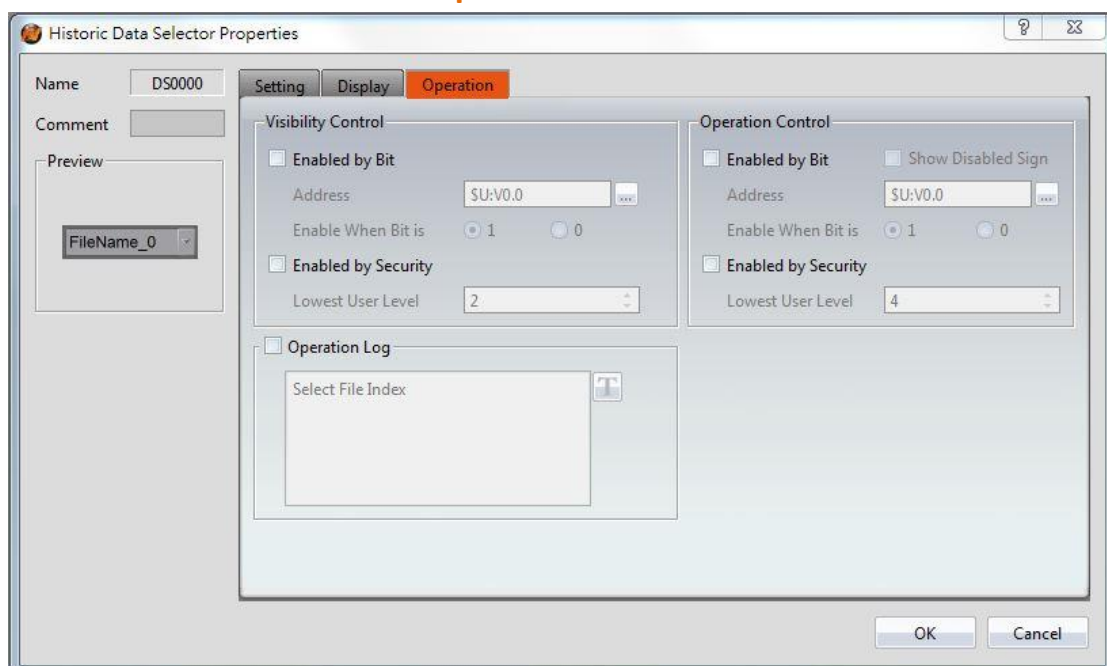 Historic Data Selector Properties
Name DS0000
Comment
Preview
FileName_0
Setting Display Operation
Visibility Control
Enabled by Bit
Address $U:V0.0 ...
Enable When Bit is 1 0
Enabled by Security
Lowest User Level 2
Operation Control
Enabled by Bit Show Disabled Sign
Address $U:V0.0 ...
Enable When Bit is 1 0
Enabled by Security
Lowest User Level 4
Operation Log
Select File Index T
OK Cancel